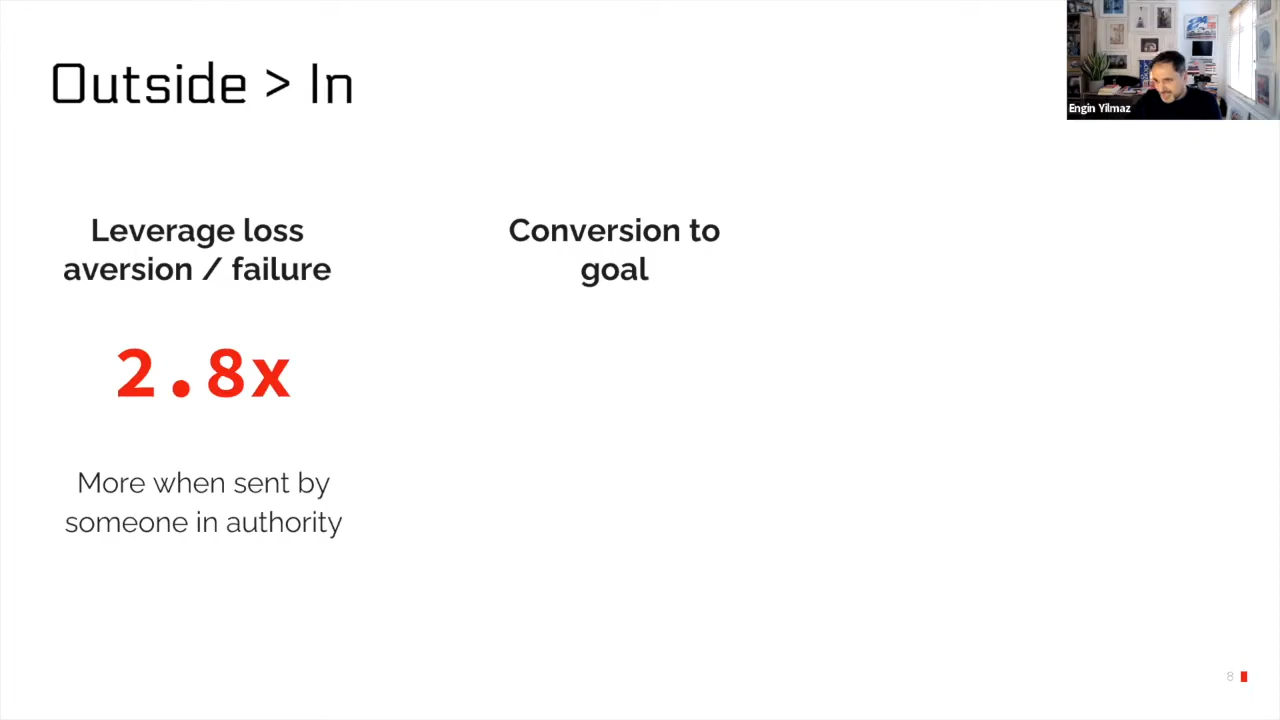 Outside > In
Engin Yilmaz
Leverage loss
aversion / failure
2.8x
More when sent by
someone in authority
Conversion to
goal
8